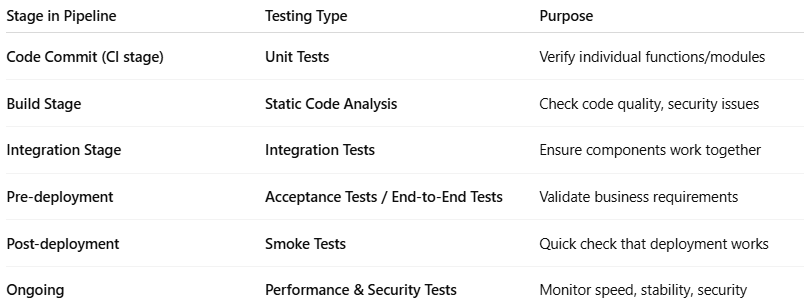 Stage in Pipeline Testing Type Purpose
Code Commit (CI stage) Unit Tests Verify individual functions/modules
Build Stage Static Code Analysis Check code quality, security issues
Integration Stage Integration Tests Ensure components work together
Pre-deployment Acceptance Tests / End-to-End Tests Validate business requirements
Post-deployment Smoke Tests Quick check that deployment works
Ongoing Performance & Security Tests Monitor speed, stability, security